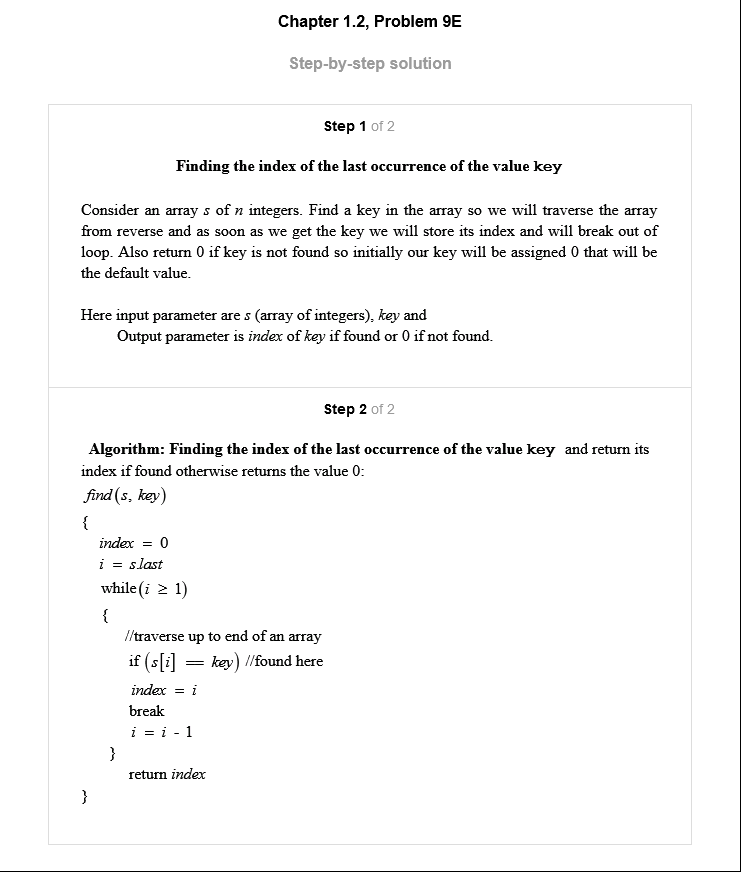 Chapter 1.2, Problem 9E
Step-by-step solution
Step 1 of 2
Finding the index of the last occurrence of the value key
Consider an array s of n integers. Find a key in the array so we will traverse the array
from reverse and as soon as we get the key we will store its index and will break out of
loop. Also return 0 if key is not found so initially our key will be assigned 0 that will be
the default value.
Here input parameter are s (array of integers), key and
Output parameter is index of key if found or 0 if not found.
Step 2 of 2
Algorithm: Finding the index of the last occurrence of the value key and return its
index if found otherwise returns the value 0:
find(s, key)
{
index = 0
i = s.last
while(i ≥ 1)
{
//traverse up to end of an array
if (s[i] == key) //found here
index = i
break
i = i - 1
}
return index
}